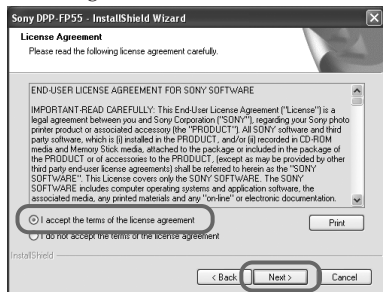 Sony DPP-FP55 - InstallShield Wizard
License Agreement
Please read the following license agreement carefully.
END-USER LICENSE AGREEMENT FOR SONY SOFTWARE
IMPORTANT-READ CAREFULLY: This End-User License Agreement ("License") is a
legal agreement between you and Sony Corporation ("SONY"), regarding your Sony photo
printer product or associated accessory (the "PRODUCT"). All SONY software and third
party software, which is (i) installed in the PRODUCT, and/or (ii) recorded in CD-ROM
media and Memory Stick media, attached to the package or included in the package of
the PRODUCT or of accessories to the PRODUCT, (except as may be provided by other
third party end-user license agreements) shall be referred to herein as the "SONY
SOFTWARE". This License covers only the SONY SOFTWARE. The SONY
SOFTWARE includes computer operating systems and application software, the
associated media, any printed materials and any "on-line" or electronic documentation.
I accept the terms of the license agreement
Print
I do not accept the terms of the license agreement
InstallShield
< Back
Next >
Cancel